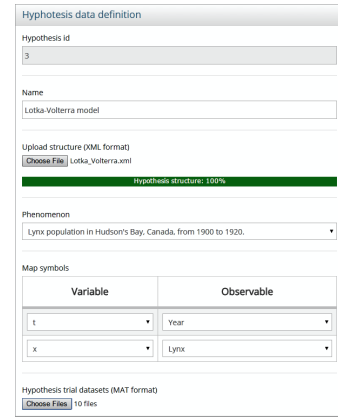 Hyphotesis data definition
Hypothesis id
3
Name
Lotka-Volterra model
Upload structure (XML format)
Choose File Lotka_Volterra.xml
Hypothesis structure: 100%
Phenomenon
Lynx population in Hudson's Bay, Canada, from 1900 to 1920.
Map symbols
Variable Observable
t Year
x Lynx
Hypothesis trial datasets (MAT format)
Choose Files 10 files